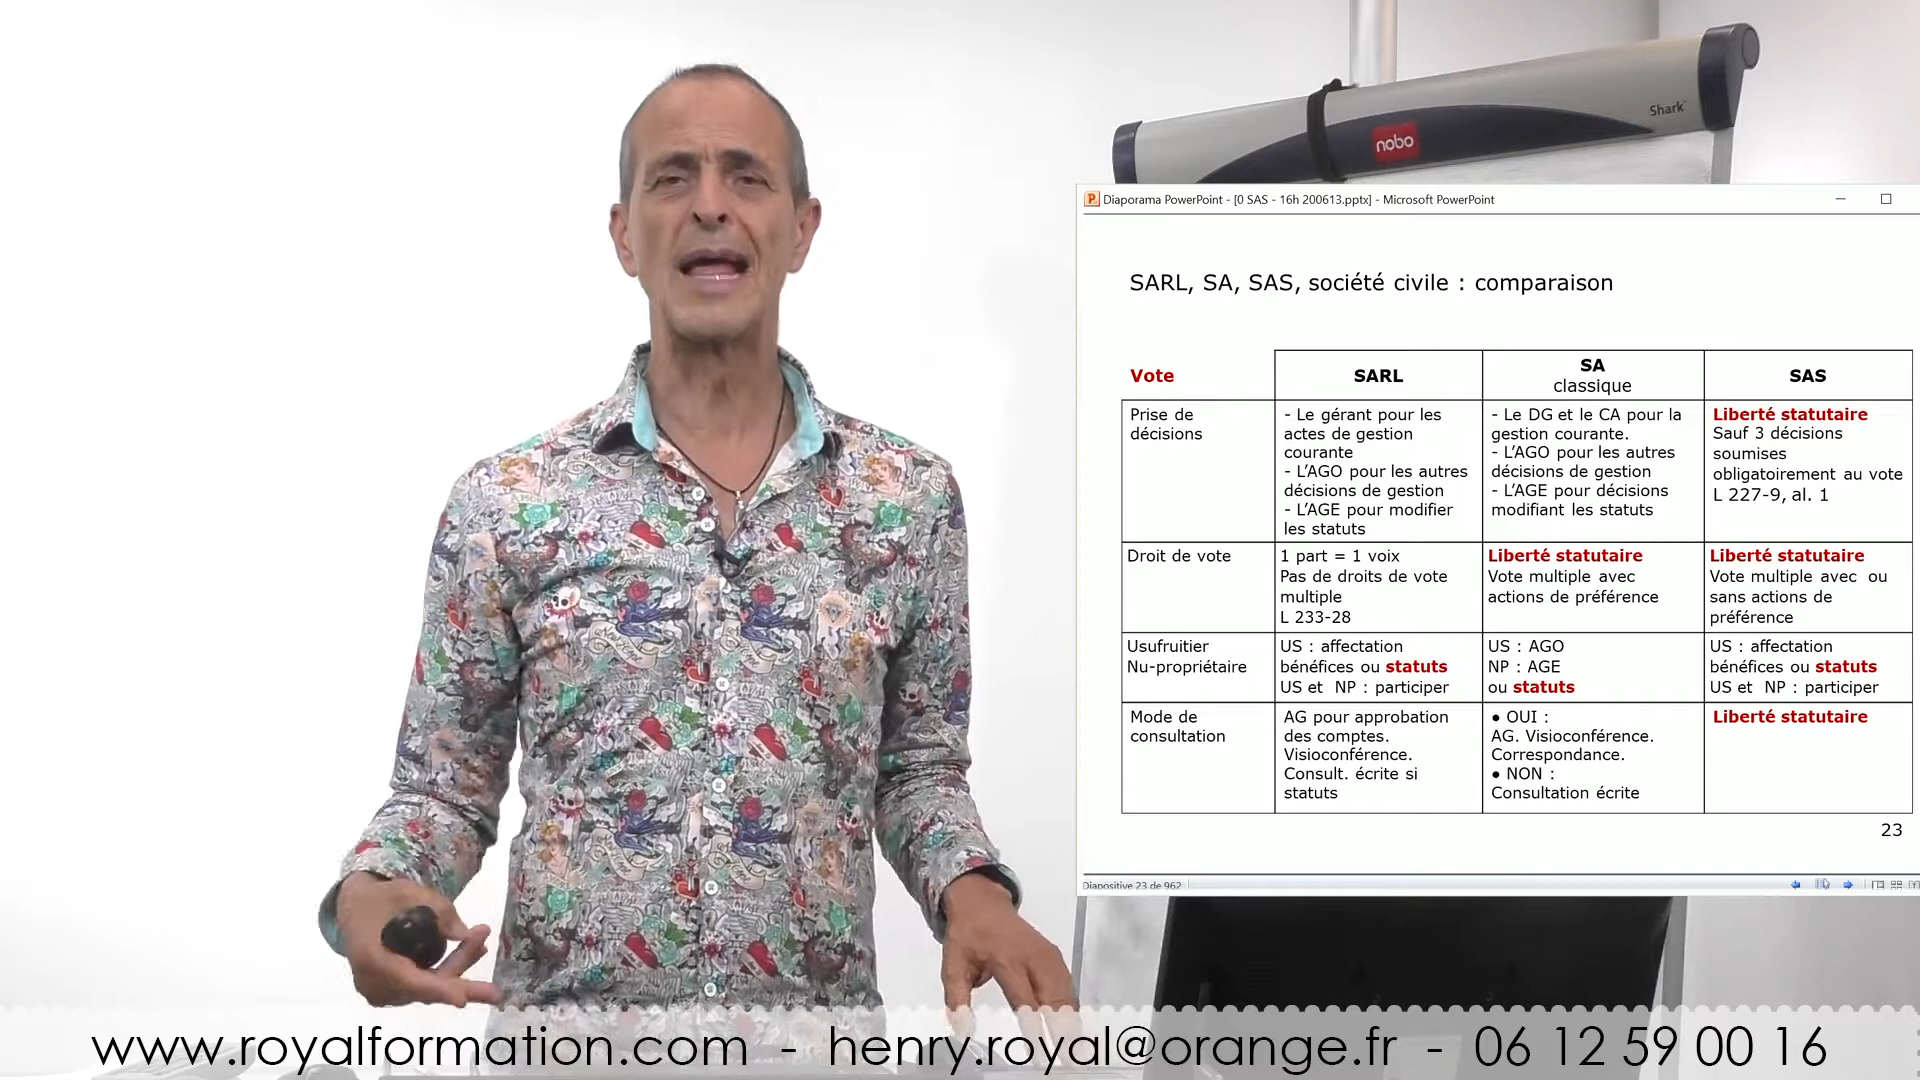 Shark
nobo
Diaporama PowerPoint - [0 SAS - 16h 200613.pptx] - Microsoft PowerPoint
SARL, SA, SAS, société civile : comparaison
Vote
SARL
SA
classique
SAS
Prise de
décisions
- Le gérant pour les
actes de gestion
courante
- L'AGO pour les autres
décisions de gestion
- L'AGE pour modifier
les statuts
- Le DG et le CA pour la
gestion courante.
- L'AGO pour les autres
décisions de gestion
- L'AGE pour décisions
modifiant les statuts
Liberté statutaire
Sauf 3 décisions
soumises
obligatoirement au vote
L 227-9, al. 1
Droit de vote
1 part = 1 voix
Pas de droits de vote
multiple
L 233-28
Liberté statutaire
Vote multiple avec
actions de préférence
Liberté statutaire
Vote multiple avec ou
sans actions de
préférence
Usufruitier
Nu-propriétaire
US : affectation
bénéfices ou statuts
US et NP : participer
US : AGO
NP : AGE
ou statuts
US : affectation
bénéfices ou statuts
US et NP : participer
Mode de
consultation
AG pour approbation
des comptes.
Visioconférence.
Consult. écrite si
statuts
● OUI :
AG. Visioconférence.
Correspondance.
● NON :
Consultation écrite
Liberté statutaire
23
Diapositive 23 de 962
www.royalformation.com - henry.royal@orange.fr - 06 12 59 00 16